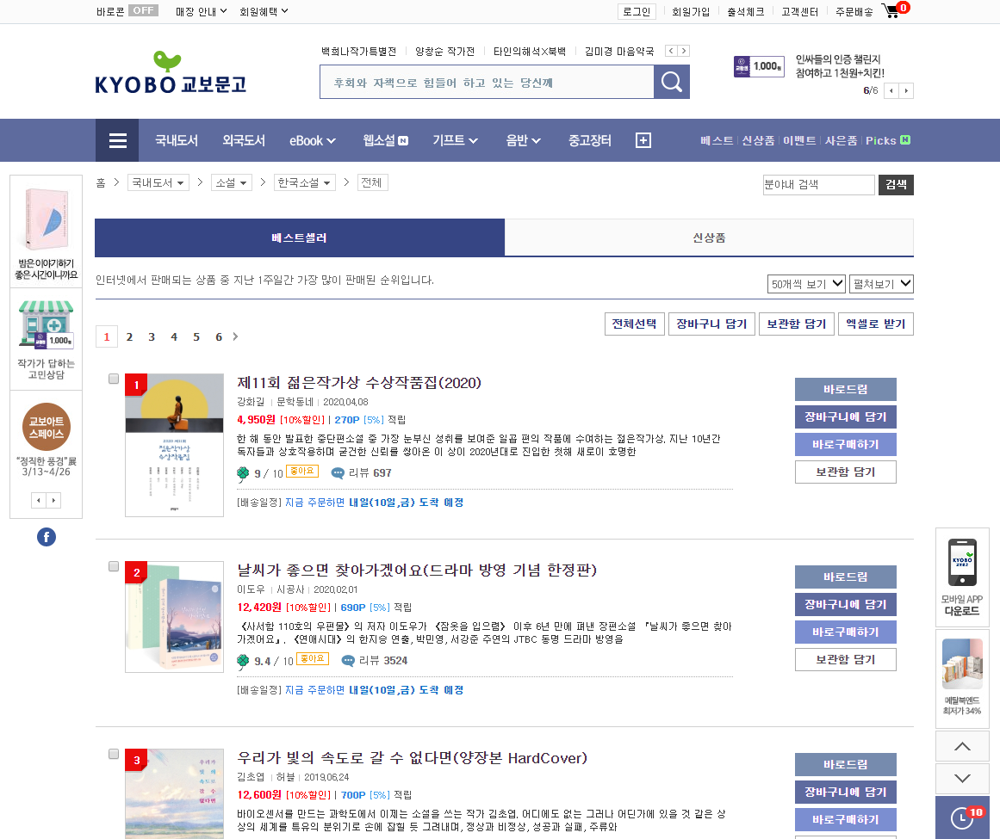 바로콘 OFF 매장 안내 회원혜택 로그인 회원가입 출석체크 고객센터 주문배송 0
백희나작가특별전 양창순 작가전 타인의해석X북백 김미경 마음약국
KYOBO 교보문고
후회와 자책으로 힘들어 하고 있는 당신께
1,000원
인싸들의 인증 챌린지
참여하고 1천원+치킨!
6/6
국내도서 외국도서 eBook 웹소설 N 기프트 음반 중고장터 베스트 신상품 이벤트 사은품 Picks N
홈 국내도서 소설 한국소설 전체 분야내 검색 검색
밤은 이야기하기
좋은 시간이니까요
1,000원
작가가 답하는
고민상담
교보아트
스페이스
"정직한 풍경"展
3/13~4/26
베스트셀러 신상품
인터넷에서 판매되는 상품 중 지난 1주일간 가장 많이 판매된 순위입니다.
50개씩 보기 펼쳐보기
1 2 3 4 5 6
전체선택 장바구니 담기 보관함 담기 엑셀로 받기
1
2020 제11회
젊은작가상
수상작품집
제11회 젊은작가상 수상작품집(2020)
강화길 문학동네 2020.04.08
4,950원 [10%할인] | 270P [5%] 적립
한 해 동안 발표한 중단편소설 중 가장 눈부신 성취를 보여준 일곱 편의 작품에 수여하는 젊은작가상. 지난 10년간
독자들과 상호작용하며 굳건한 신뢰를 쌓아온 이 상이 2020년대로 진입한 첫해 새로이 호명한
9 / 10 좋아요 리뷰 697
[배송일정] 지금 주문하면 내일(10일,금) 도착 예정
바로드림
장바구니에 담기
바로구매하기
보관함 담기
2
날씨가 좋으면 찾아가겠어요(드라마 방영 기념 한정판)
이도우 시공사 2020.02.01
12,420원 [10%할인] | 690P [5%] 적립
《사서함 110호의 우편물》의 저자 이도우가 《잠옷을 입으렴》 이후 6년 만에 펴낸 장편소설 『날씨가 좋으면 찾아
가겠어요』. 《연애시대》의 한지승 연출, 박민영, 서강준 주연의 JTBC 동명 드라마 방영을
9.4 / 10 좋아요 리뷰 3524
[배송일정] 지금 주문하면 내일(10일,금) 도착 예정
바로드림
장바구니에 담기
바로구매하기
보관함 담기
3
우리가
빛의
속도로
갈 수
없다면
우리가 빛의 속도로 갈 수 없다면(양장본 HardCover)
김초엽 허블 2019.06.24
12,600원 [10%할인] | 700P [5%] 적립
바이오센서를 만드는 과학도에서 이제는 소설을 쓰는 작가 김초엽. 어디에도 없는 그러나 어딘가에 있을 것 같은 상
상의 세계를 특유의 분위기로 손에 잡힐 듯 그려내며, 정상과 비정상, 성공과 실패, 주류와
바로드림
장바구니에 담기
바로구매하기
KYOBO
교보문고
모바일 APP
다운로드
메탈북엔드
최저가 34%
10